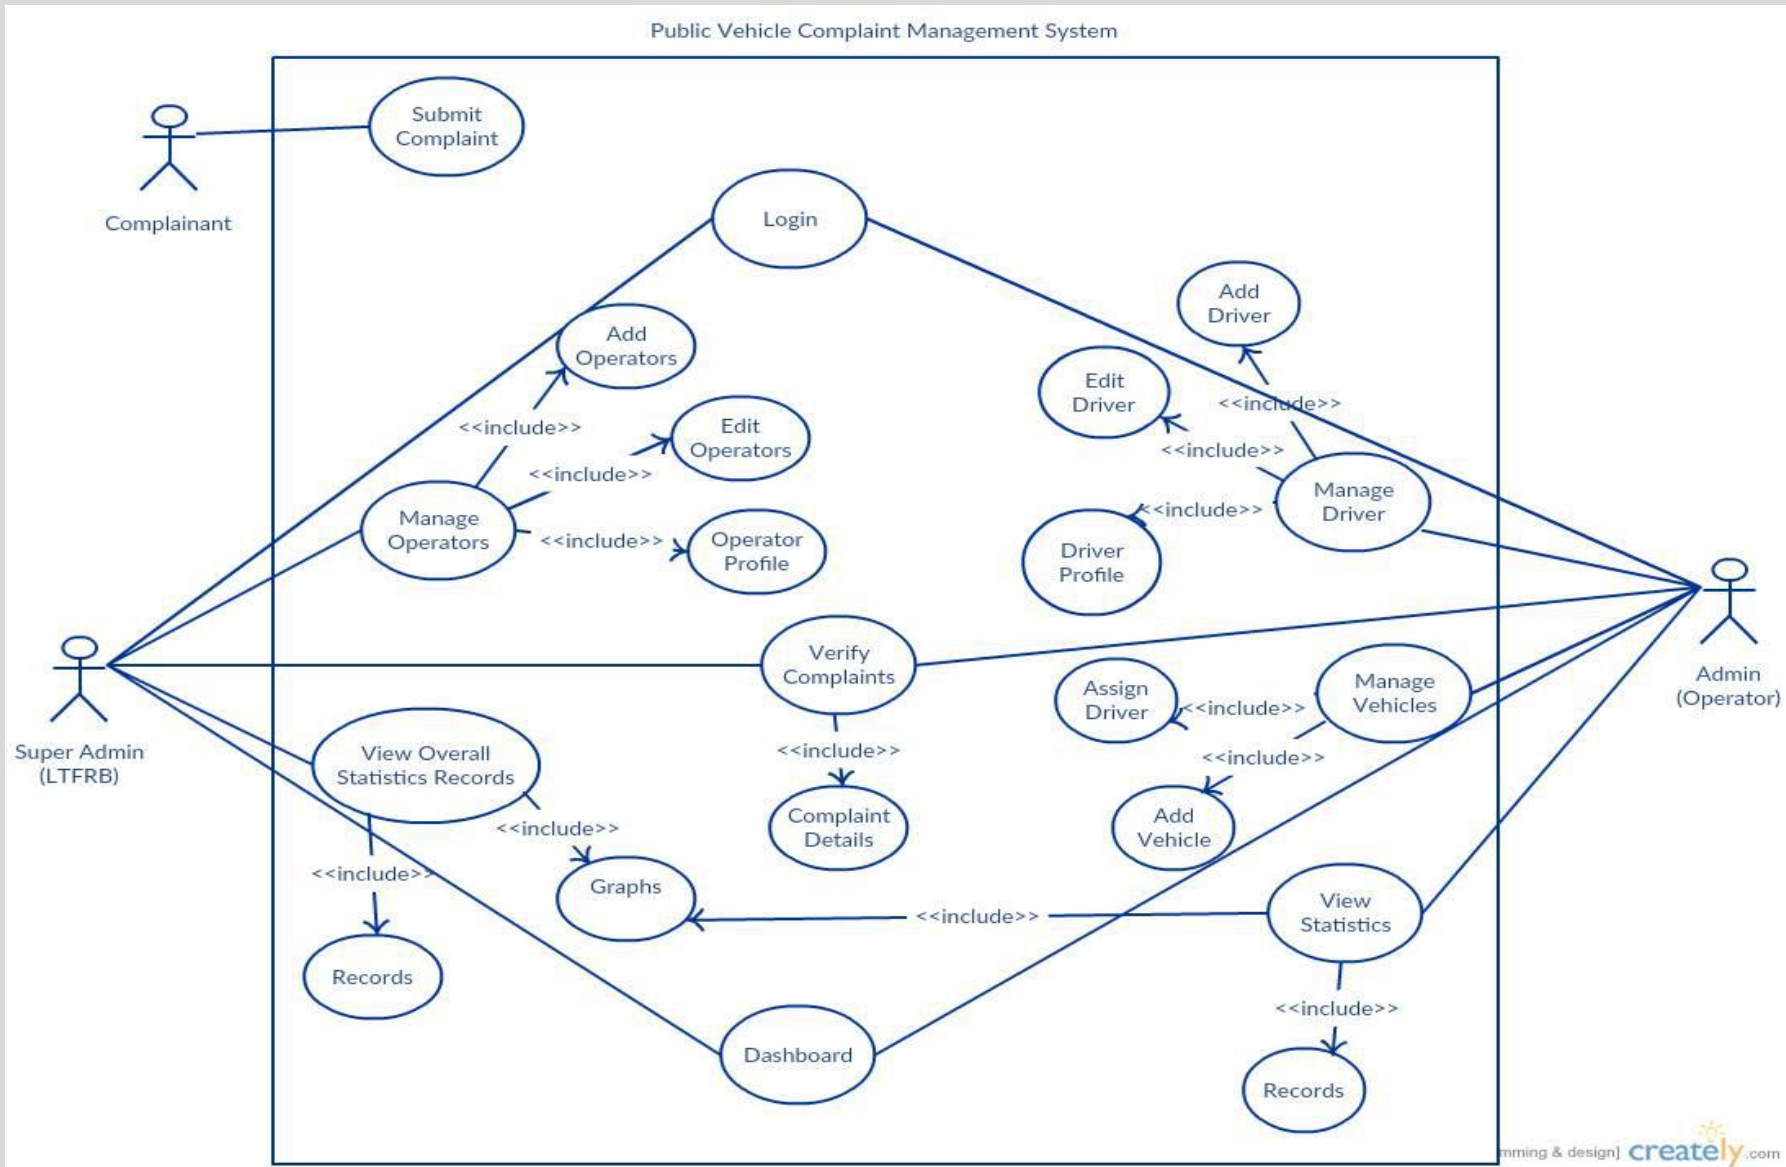 Public Vehicle Complaint Management System
Submit
Complaint
Complainant
Login
Add
Driver
Add
Operators
Edit
Driver
<<include>>
<<include>>
Edit
Operators
<<include>>
<<include>>
Manage
Operators
Manage
Driver
<<include>>
<<include>>
Operator
Profile
Driver
Profile
Verify
Complaints
Super Admin
(LTFRB)
Admin
(Operator)
Assign
Driver
<<include>>
Manage
Vehicles
View Overall
Statistics Records
<<include>>
<<include>>
Complaint
Details
Add
Vehicle
<<include>>
<<include>>
Graphs
<<include>>
View
Statistics
Records
<<include>>
Dashboard
Records
mming & design] creately.com